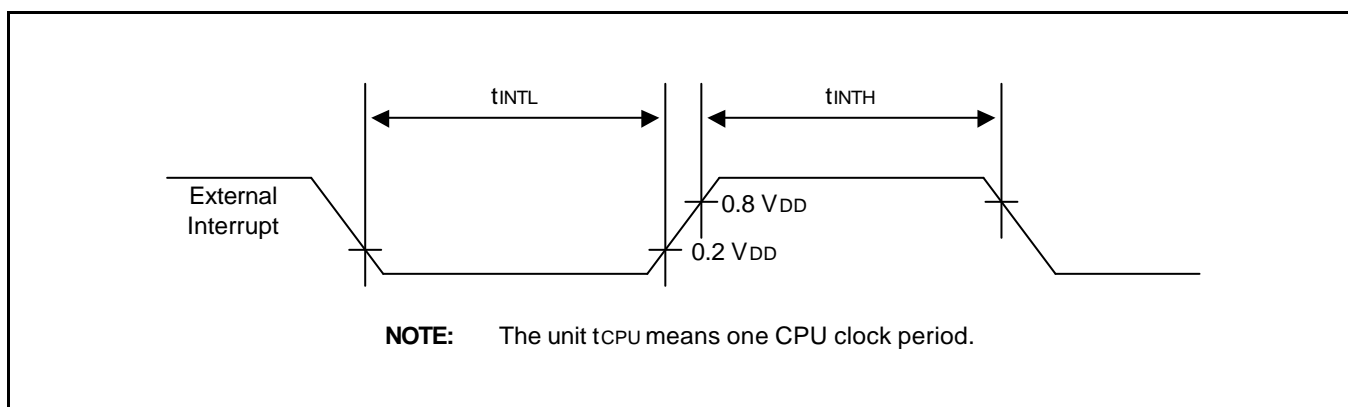 tINTL
tINTH
External
Interrupt
0.8 VDD
0.2 VDD
NOTE: The unit tCPU means one CPU clock period.